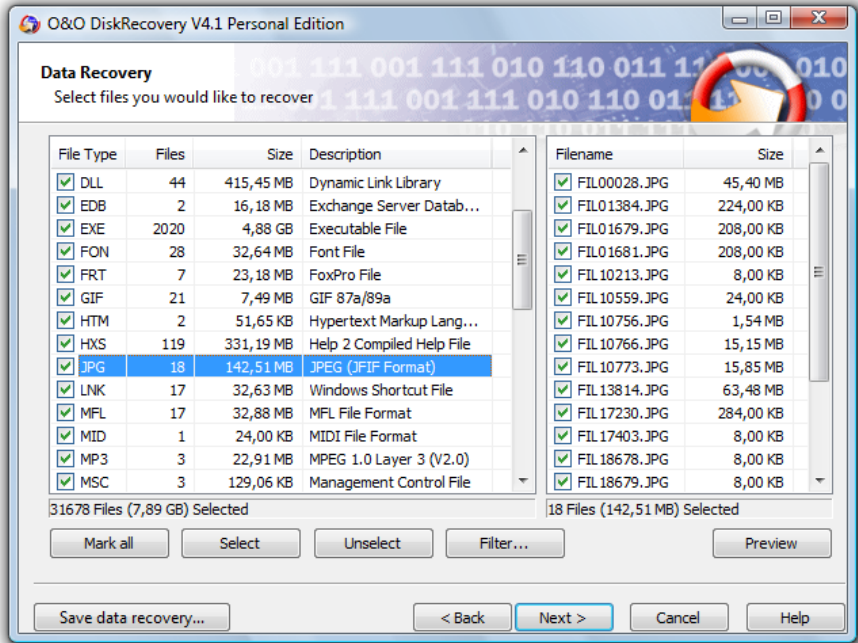 O&O DiskRecovery V4.1 Personal Edition
Data Recovery
Select files you would like to recover
File Type Files Size Description
DLL 44 415,45 MB Dynamic Link Library
EDB 2 16,18 MB Exchange Server Datab...
EXE 2020 4,88 GB Executable File
FON 28 32,64 MB Font File
FRT 7 23,18 MB FoxPro File
GIF 21 7,49 MB GIF 87a/89a
HTM 2 51,65 KB Hypertext Markup Lang...
HXS 119 331,19 MB Help 2 Compiled Help File
JPG 18 142,51 MB JPEG (JFIF Format)
LNK 17 32,63 MB Windows Shortcut File
MFL 17 32,88 MB MFL File Format
MID 1 24,00 KB MIDI File Format
MP3 3 22,91 MB MPEG 1.0 Layer 3 (V2.0)
MSC 3 129,06 KB Management Control File
31678 Files (7,89 GB) Selected
Filename Size
FIL00028.JPG 45,40 MB
FIL01384.JPG 224,00 KB
FIL01679.JPG 208,00 KB
FIL01681.JPG 208,00 KB
FIL10213.JPG 8,00 KB
FIL10559.JPG 24,00 KB
FIL10756.JPG 1,54 MB
FIL10766.JPG 15,15 MB
FIL10773.JPG 15,85 MB
FIL13814.JPG 63,48 MB
FIL17230.JPG 284,00 KB
FIL17403.JPG 8,00 KB
FIL18678.JPG 8,00 KB
FIL18679.JPG 8,00 KB
18 Files (142,51 MB) Selected
Mark all Select Unselect Filter... Preview
Save data recovery... < Back Next > Cancel Help